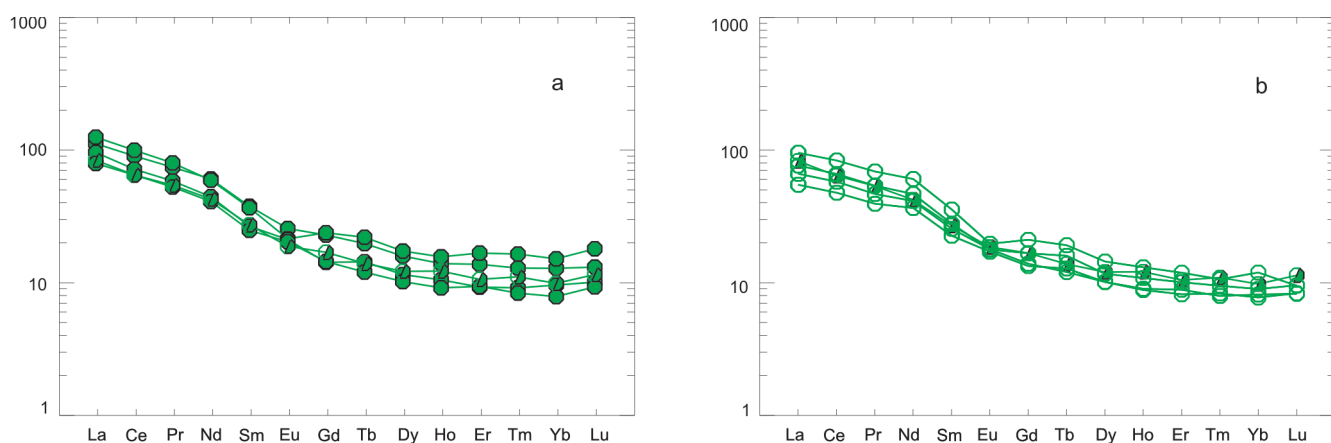 1000
100
10
1
a
La Ce Pr Nd Sm Eu Gd Tb Dy Ho Er Tm Yb Lu
1000
100
10
1
b
La Ce Pr Nd Sm Eu Gd Tb Dy Ho Er Tm Yb Lu